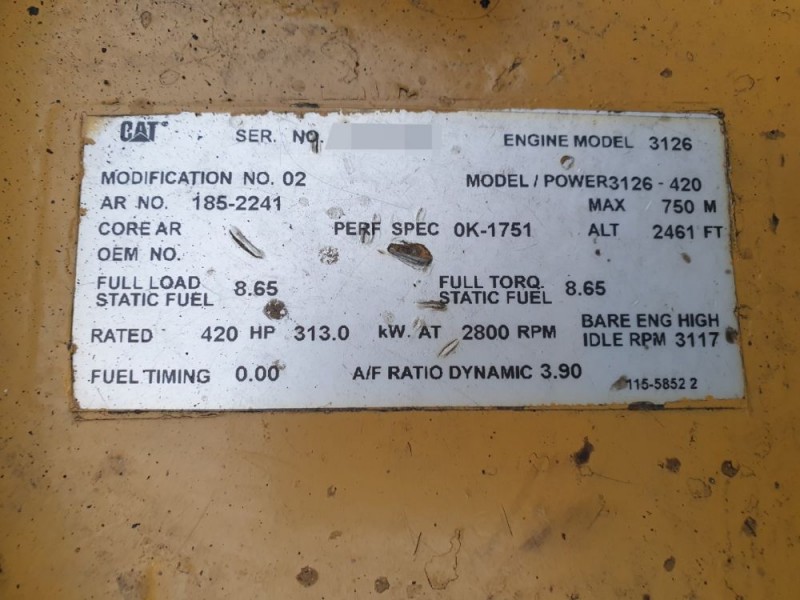 CAT SER. NO. ENGINE MODEL 3126
MODIFICATION NO. 02 MODEL / POWER3126 - 420
AR NO. 185-2241 MAX 750 M
CORE AR PERF SPEC 0K-1751 ALT 2461 FT
OEM NO.
FULL LOAD STATIC FUEL 8.65 FULL TORQ. STATIC FUEL 8.65
RATED 420 HP 313.0 kW. AT 2800 RPM BARE ENG HIGH IDLE RPM 3117
FUEL TIMING 0.00 A/F RATIO DYNAMIC 3.90
115-5852 2